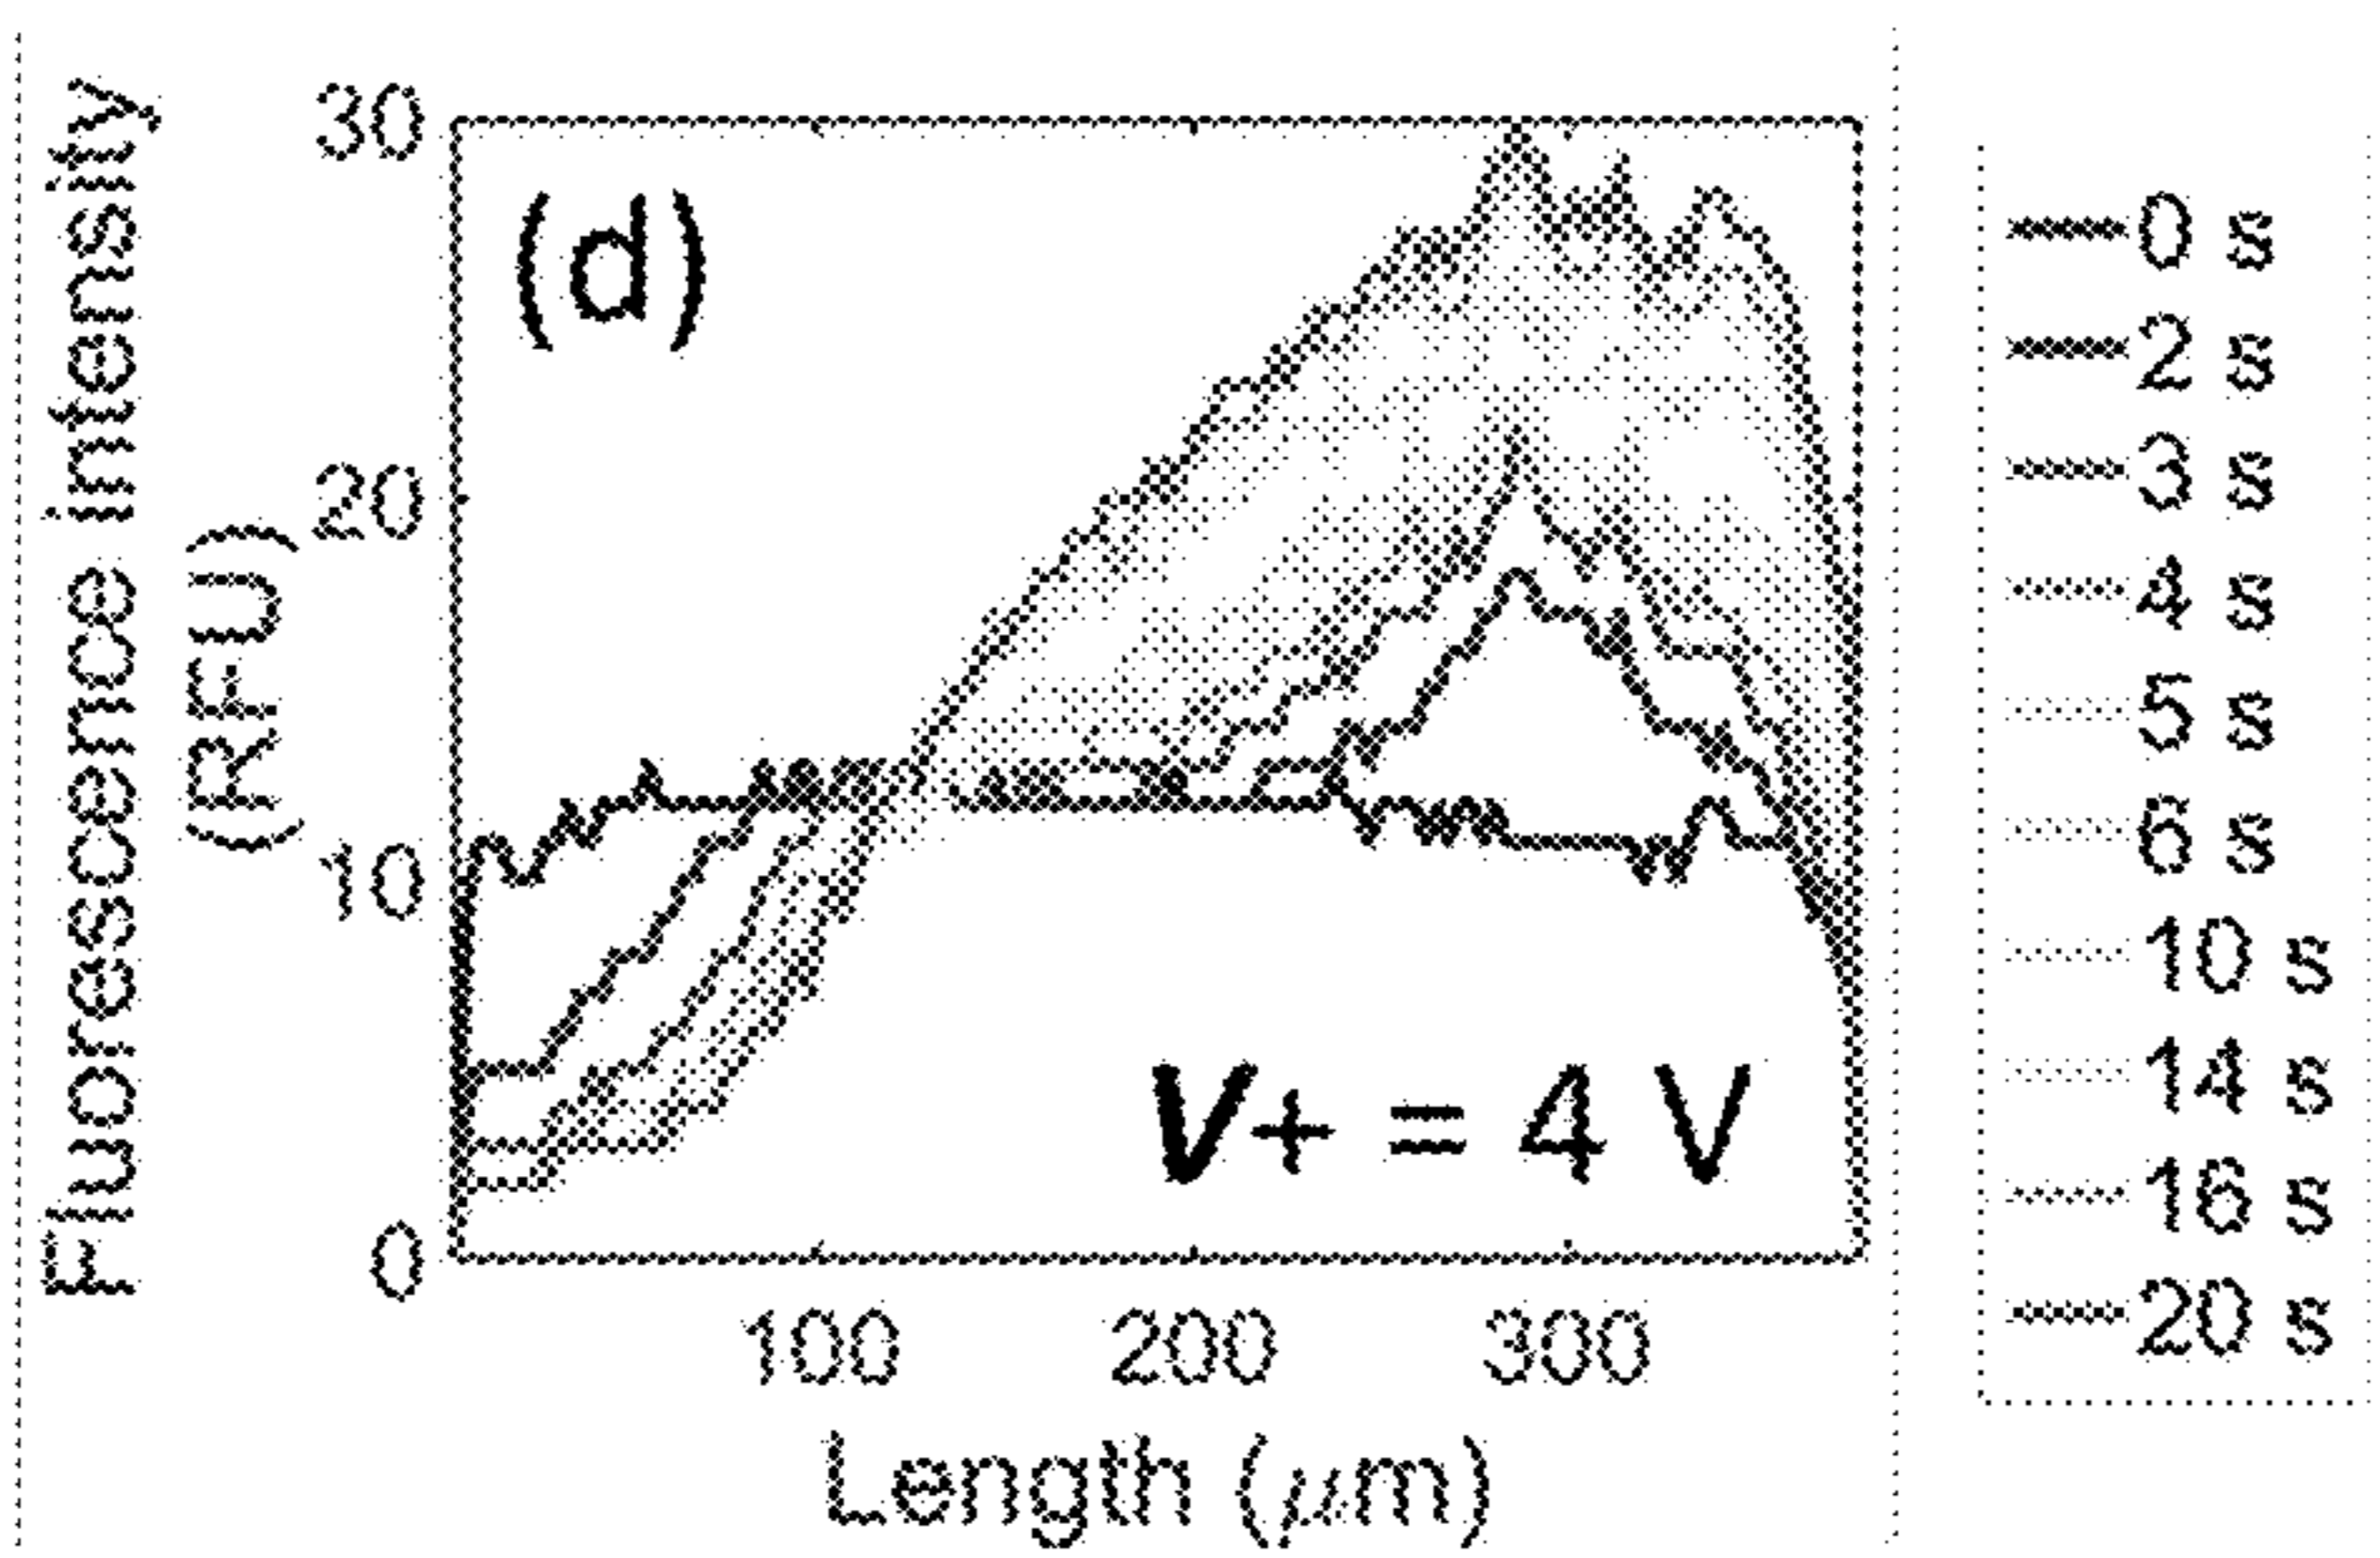 Fluorescence intensity
(RFU)
30
20
10
0
(d)
V+ = 4 V
100 200 300
Length (μm)
0 s
2 s
3 s
4 s
5 s
6 s
10 s
14 s
16 s
20 s